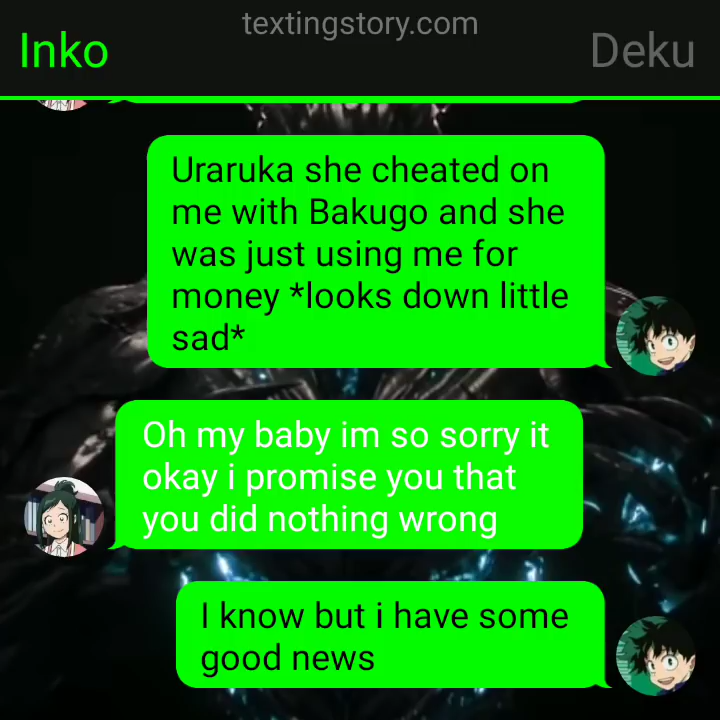 textingstory.com
Inko
Deku
Uraruka she cheated on
me with Bakugo and she
was just using me for
money *looks down little
sad*
Oh my baby im so sorry it
okay i promise you that
you did nothing wrong
I know but i have some
good news